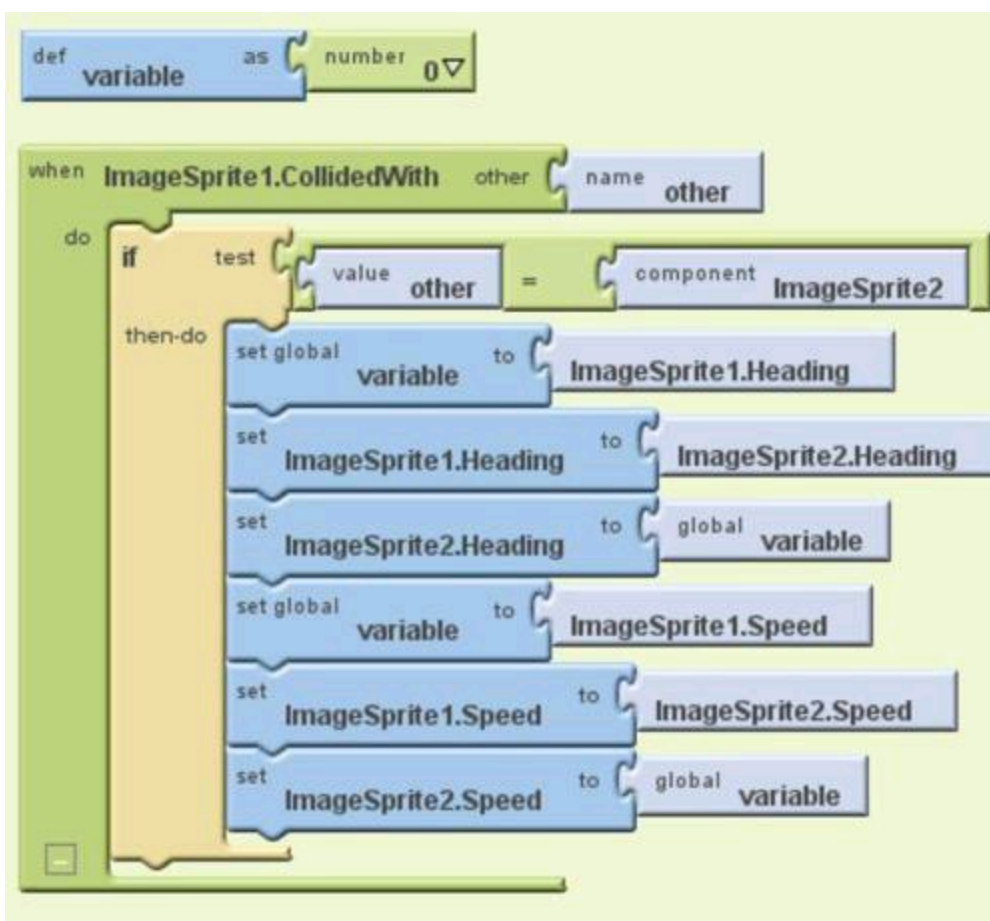 def variable as number 0
when ImageSprite1.CollidedWith other name other
do if test value other = component ImageSprite2
then-do set global variable to ImageSprite1.Heading
set ImageSprite1.Heading to ImageSprite2.Heading
set ImageSprite2.Heading to global variable
set global variable to ImageSprite1.Speed
set ImageSprite1.Speed to ImageSprite2.Speed
set ImageSprite2.Speed to global variable